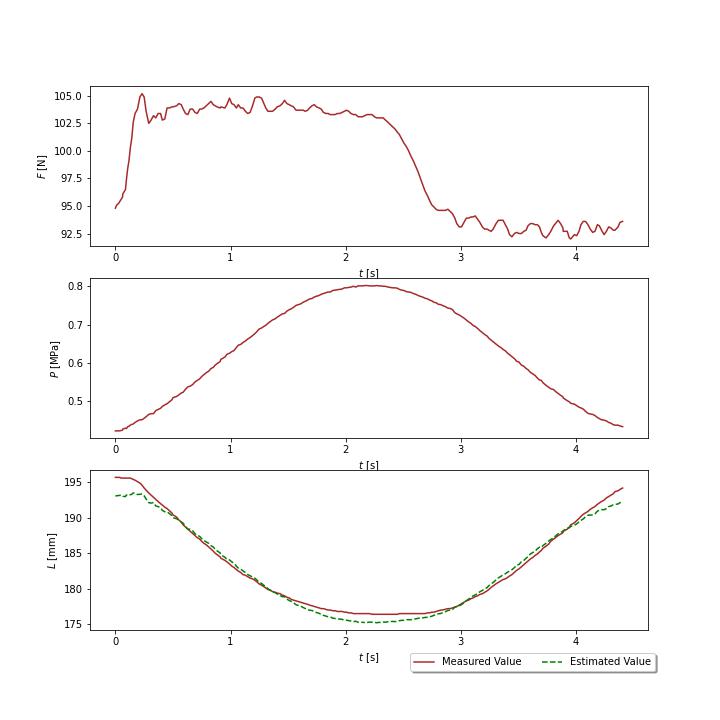 105.0
102.5
100.0
97.5
95.0
92.5
F [N]
0 1 2 3 4
t [s]
0.8
0.7
0.6
0.5
P [MPa]
0 1 2 3 4
t [s]
195
190
185
180
175
L [mm]
0 1 2 3 4
t [s]
Measured Value Estimated Value